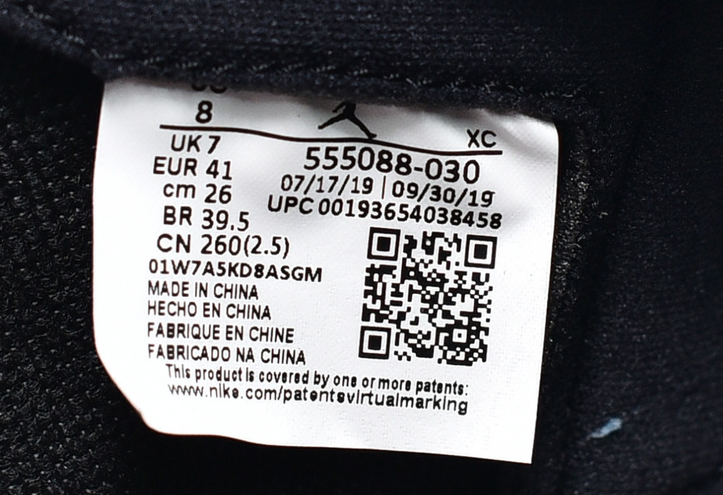 8
XC
UK 7
555088-030
EUR 41
07/17/19 | 09/30/19
cm 26
UPC 00193654038458
BR 39.5
CN 260(2.5)
01W7A5KD8ASGM
MADE IN CHINA
HECHO EN CHINA
FABRIQUE EN CHINE
FABRICADO NA CHINA
This product is covered by one or more patents:
www.nike.com/patentsvirtualmarking